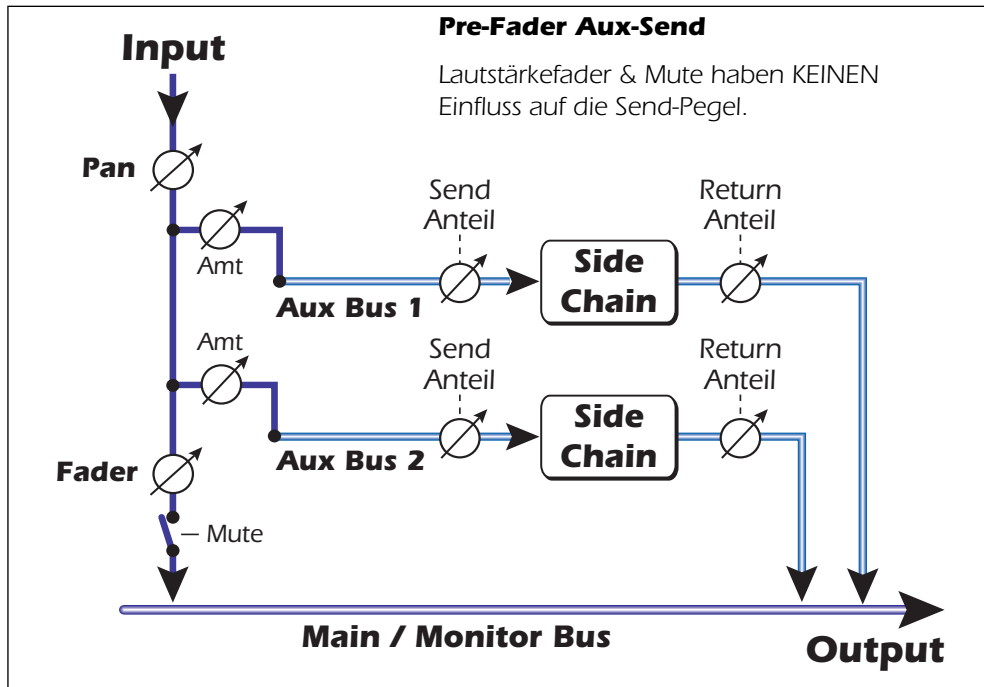 Pre-Fader Aux-Send
Input
Lautstärkefader & Mute haben KEINEN
Einfluss auf die Send-Pegel.
Pan
Send
Anteil
Return
Anteil
Amt
Side
Chain
Aux Bus 1
Amt
Send
Anteil
Return
Anteil
Side
Chain
Aux Bus 2
Fader
Mute
Main / Monitor Bus
Output